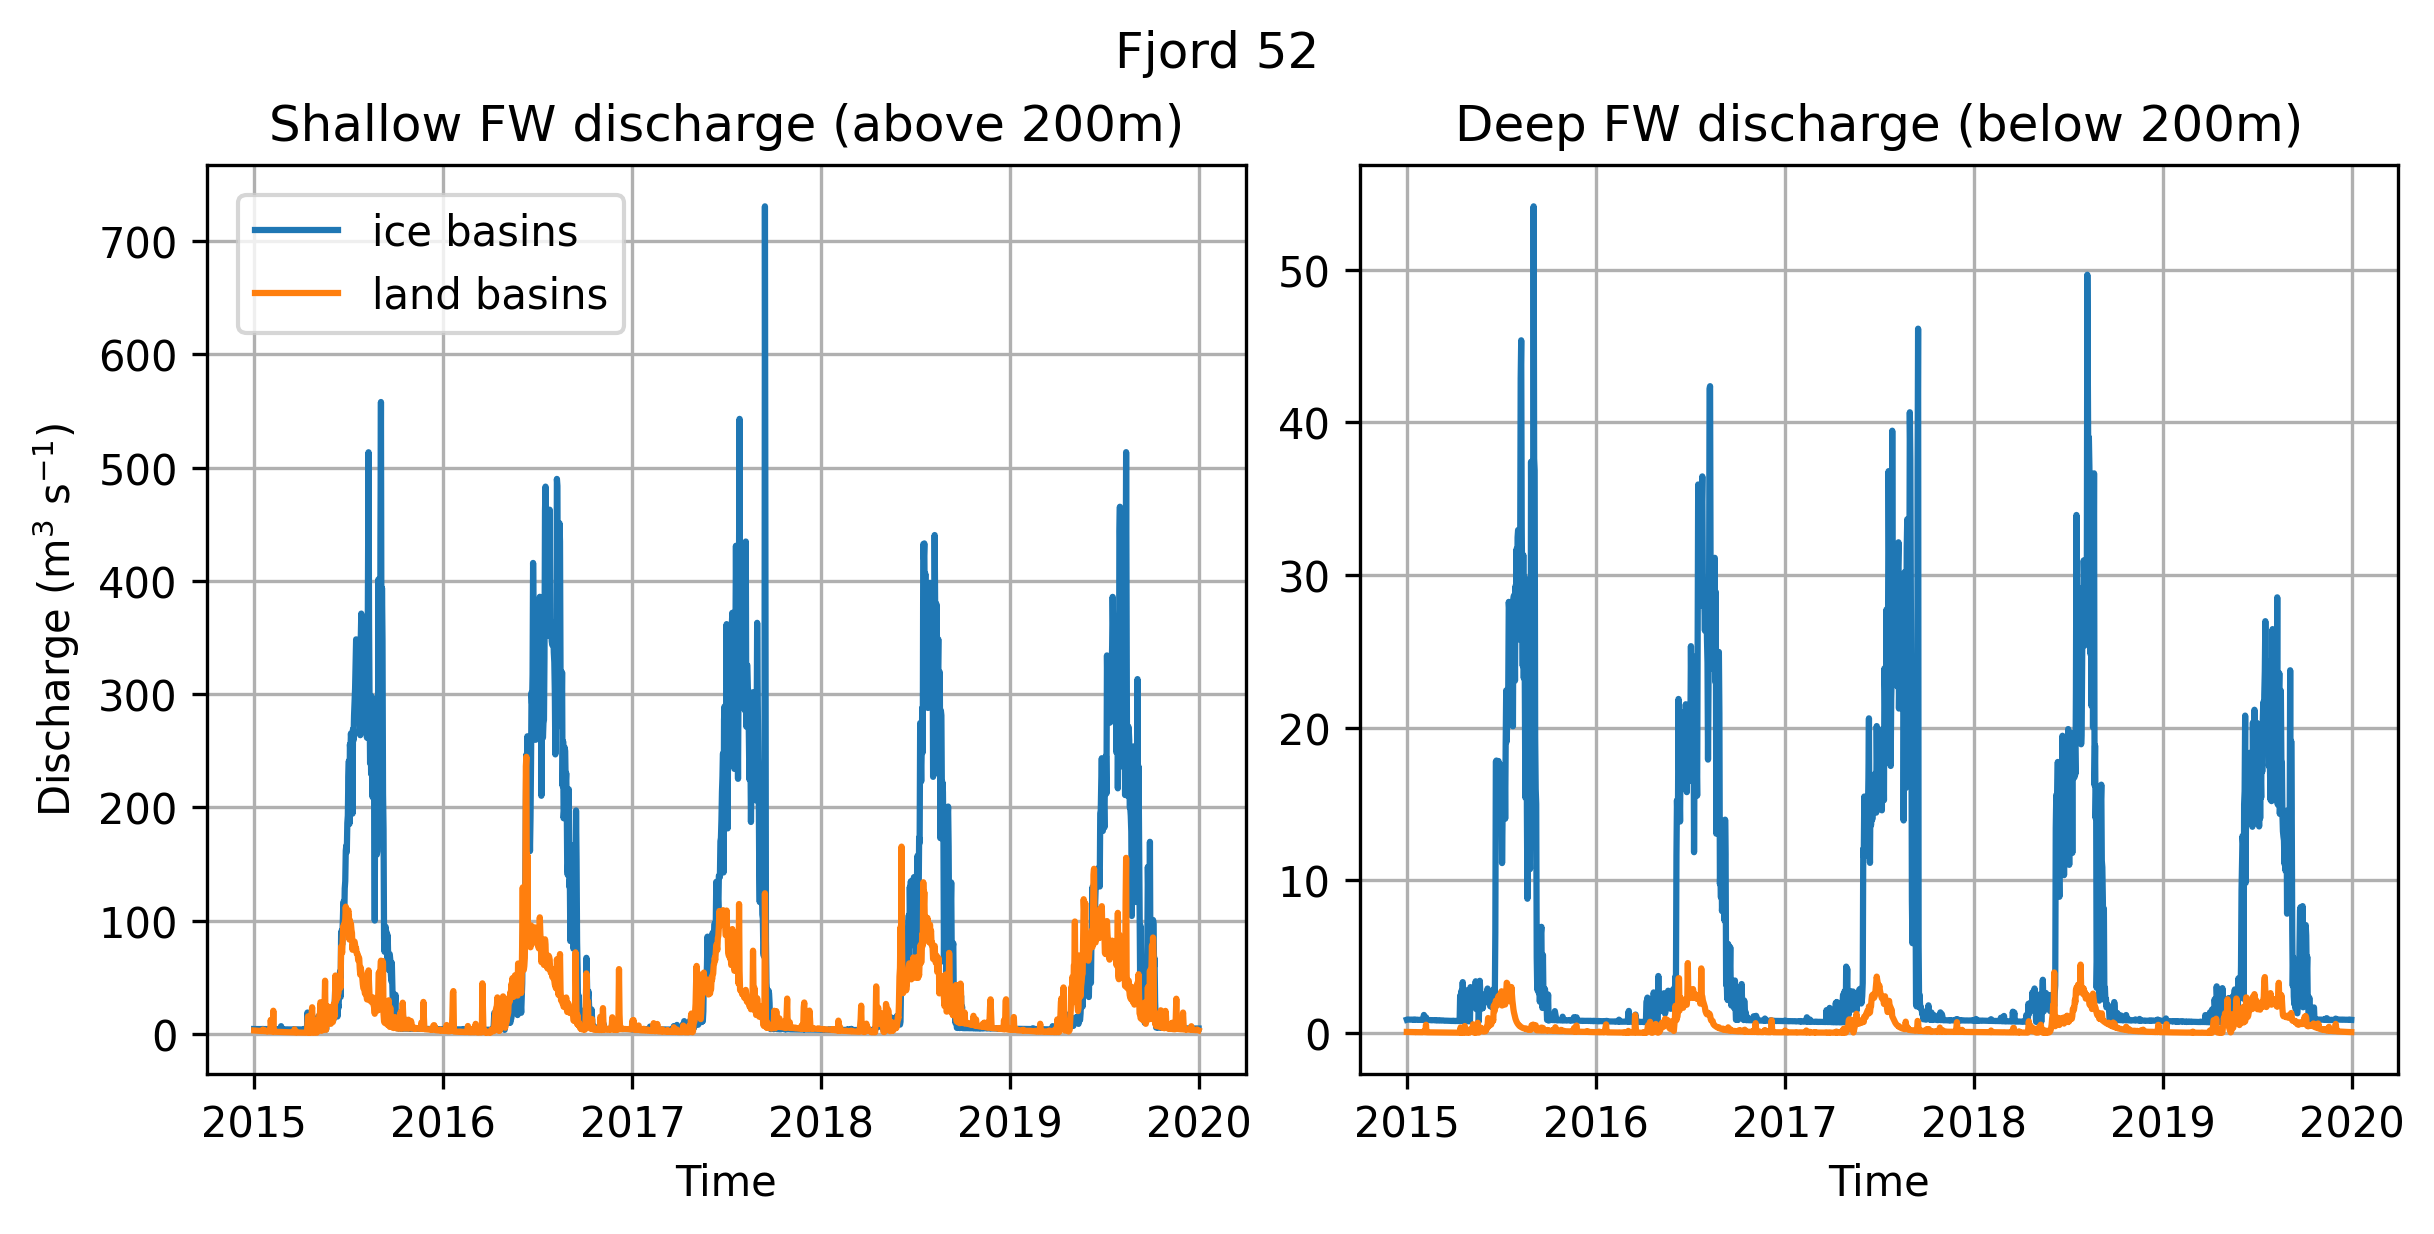 Fjord 52
Shallow FW discharge (above 200m)
Deep FW discharge (below 200m)
Discharge (m³ s⁻¹)
ice basins
land basins
700
600
500
400
300
200
100
0
2015 2016 2017 2018 2019 2020
Time
50
40
30
20
10
0
2015 2016 2017 2018 2019 2020
Time